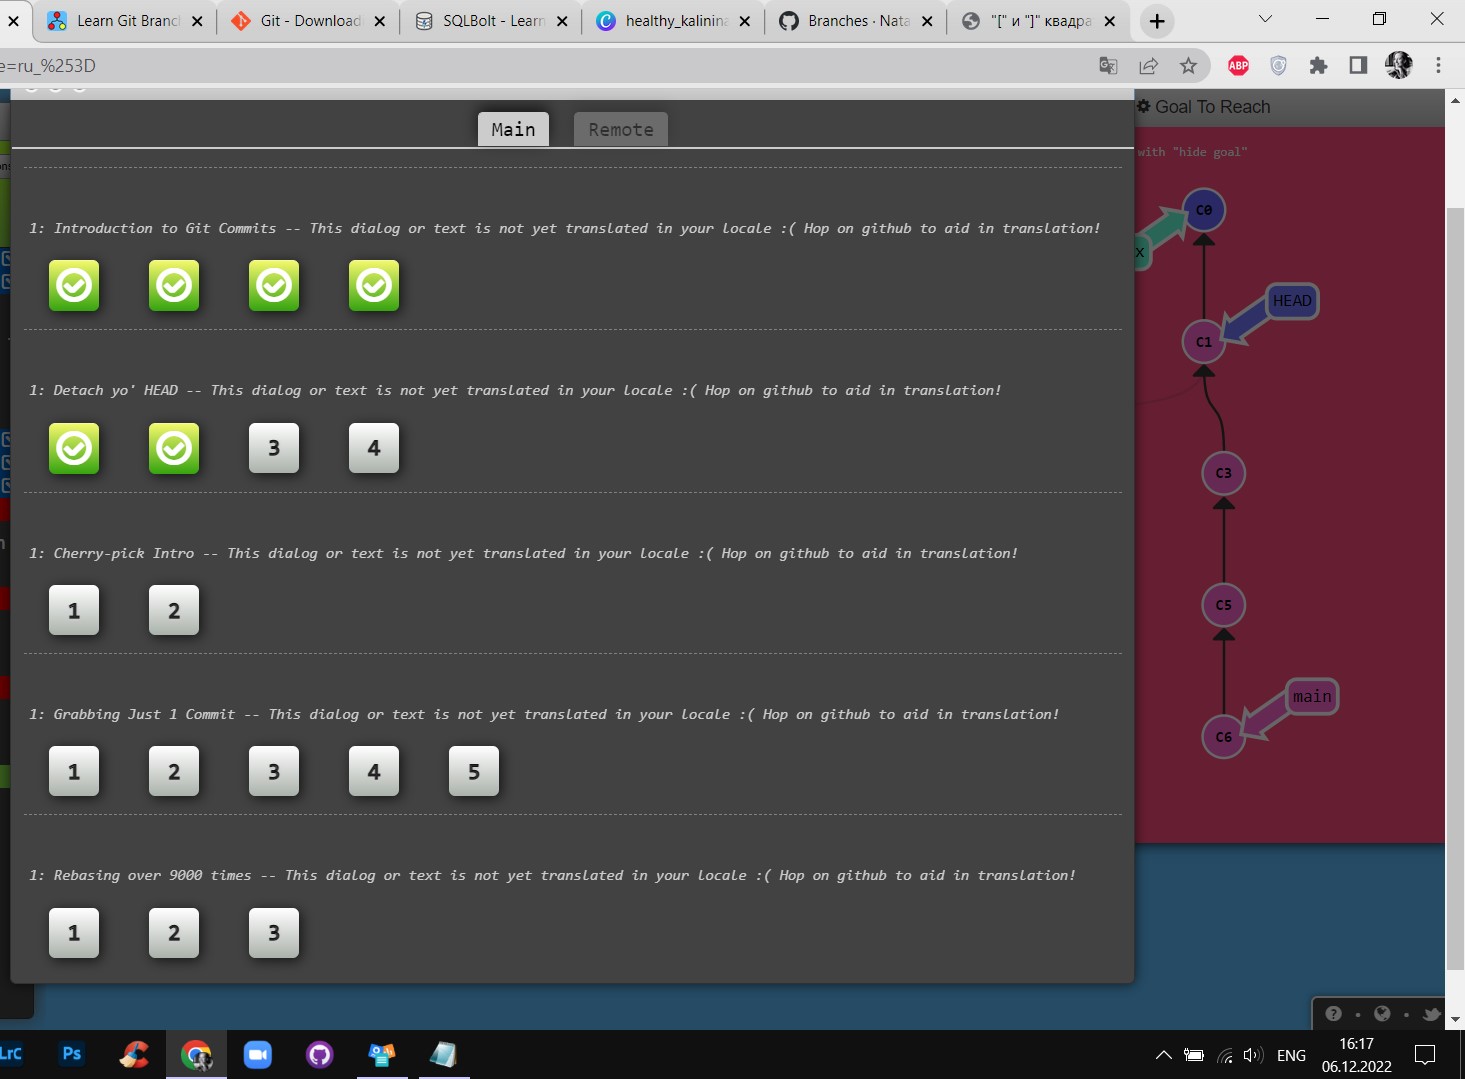 Learn Git Branc
Git - Download
SQLBolt - Learn
healthy_kalinina
Branches · Nata
"[" и "]" квадра
e=ru_%253D
ABP
Main
Remote
Goal To Reach
with "hide goal"
1: Introduction to Git Commits -- This dialog or text is not yet translated in your locale :( Hop on github to aid in translation!
1: Detach yo' HEAD -- This dialog or text is not yet translated in your locale :( Hop on github to aid in translation!
3
4
1: Cherry-pick Intro -- This dialog or text is not yet translated in your locale :( Hop on github to aid in translation!
1
2
1: Grabbing Just 1 Commit -- This dialog or text is not yet translated in your locale :( Hop on github to aid in translation!
1
2
3
4
5
1: Rebasing over 9000 times -- This dialog or text is not yet translated in your locale :( Hop on github to aid in translation!
1
2
3
C0
x
HEAD
C1
C3
C5
main
C6
LrC
Ps
ENG
16:17
06.12.2022